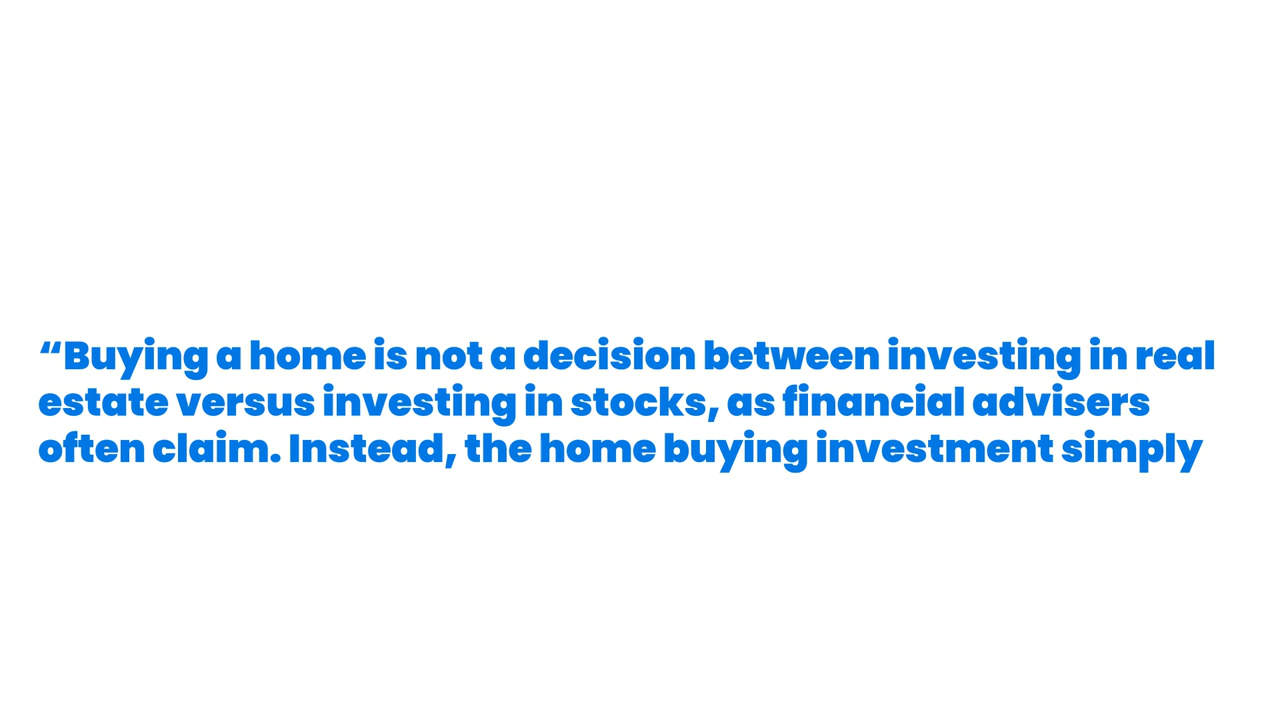 “Buying a home is not a decision between investing in real
estate versus investing in stocks, as financial advisers
often claim. Instead, the home buying investment simply